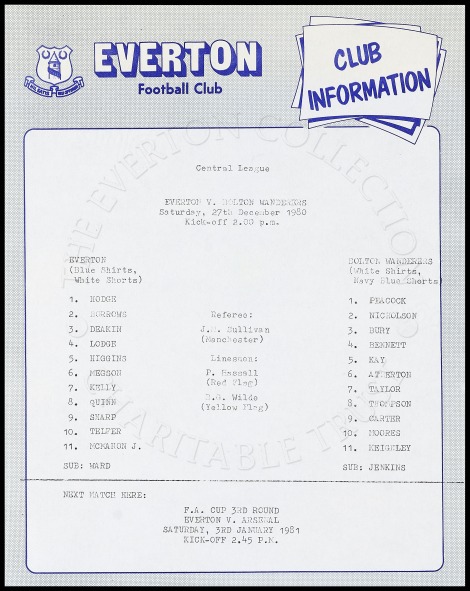 EVERTON
Football Club
CLUB
INFORMATION
Central League
EVERTON V. BOLTON WANDERERS
Saturday, 27th December 1980
Kick-off 2.00 p.m.
EVERTON
(Blue Shirts,
White Shorts)
1. HODGE
2. BORROWS
3. DEAKIN
4. LODGE
5. HIGGINS
6. MEGSON
7. KELLY
8. QUINN
9. SHARP
10. TELFER
11. McMAHON J.
SUB: WARD
Referee:
J.M. Sullivan
(Manchester)
Linesmen:
P. Hassall
(Red Flag)
Wilde
(Yellow Flag)
BOLTON WANDERERS
(White Shirts,
Navy Blue Shorts)
1. PEACOCK
2. NICHOLSON
3. BURY
4. BENNETT
5. KAY
6. ATHERTON
7. TAYLOR
8. THOMPSON
9. CARTER
10. MOORES
11. KEIGHLEY
SUB: JENKINS
NEXT MATCH HERE:
F.A. CUP 3RD ROUND
EVERTON V. ARSENAL
SATURDAY, 3RD JANUARY 1981
KICK-OFF 2.45 P.M.
THE EVERTON COLLECTION
CHARITABLE TRUST